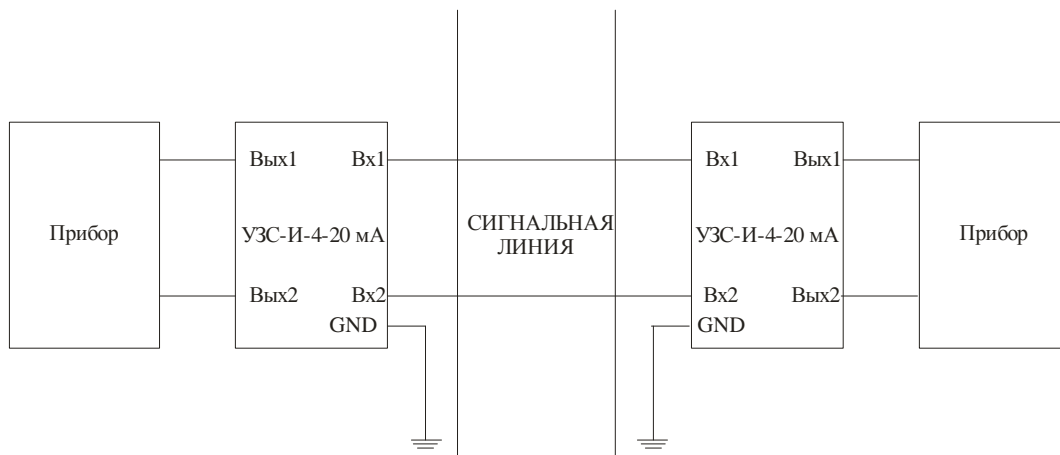 Вых1
Вх1
Вх1
Вых1
Прибор
УЗС-И-4-20 мА
СИГНАЛЬНАЯ
ЛИНИЯ
УЗС-И-4-20 мА
Прибор
Вых2
Вх2
Вх2
Вых2
GND
GND